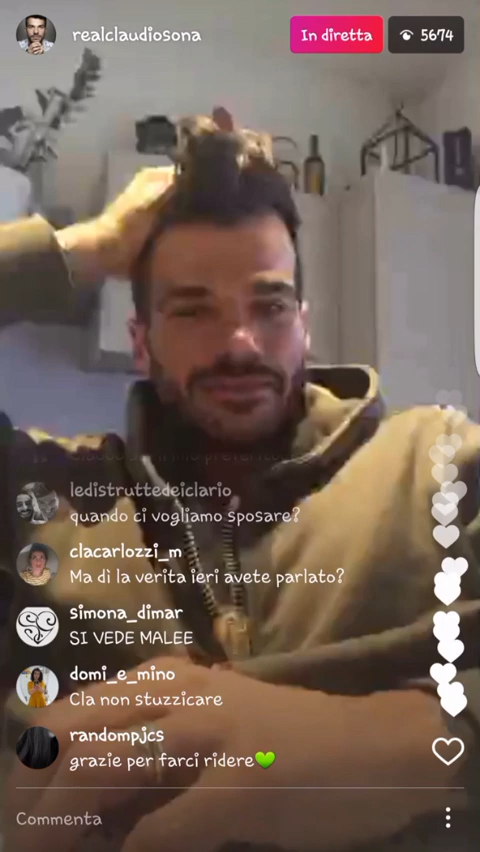 realclaudiosona
In diretta
5674
ledistruttedeiclario
quando ci vogliamo sposare?
clacarlozzi_m
Ma dì la verita ieri avete parlato?
simona_dimar
SI VEDE MALEE
domi_e_mino
Cla non stuzzicare
randompjcs
grazie per farci ridere💚
Commenta